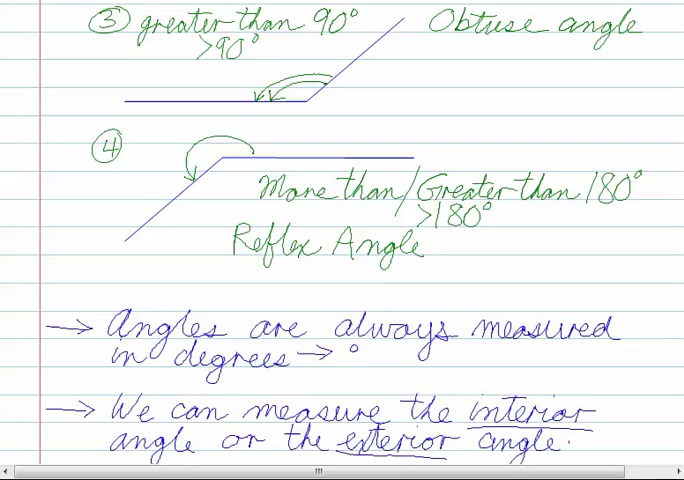 ③ greater than 90° Obtuse angle
>90°
④
More than/Greater than 180°
>180°
Reflex Angle
→ Angles are always measured
in degrees → °
→ We can measure the interior
angle or the exterior angle.